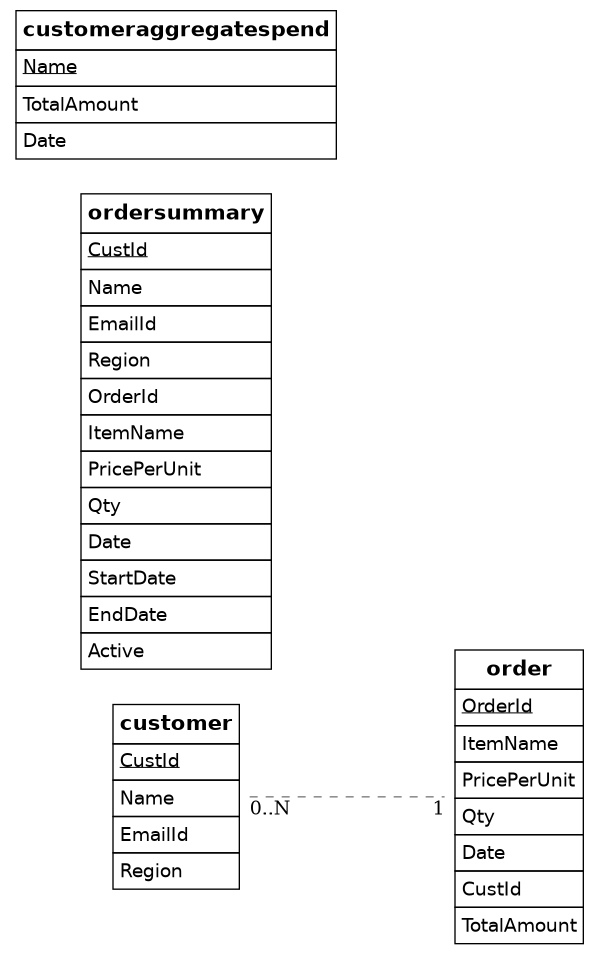 customeraggregatespend
Name
TotalAmount
Date
ordersummary
CustId
Name
EmailId
Region
OrderId
ItemName
PricePerUnit
Qty
Date
StartDate
EndDate
Active
customer
CustId
Name
EmailId
Region
0..N
1
order
OrderId
ItemName
PricePerUnit
Qty
Date
CustId
TotalAmount